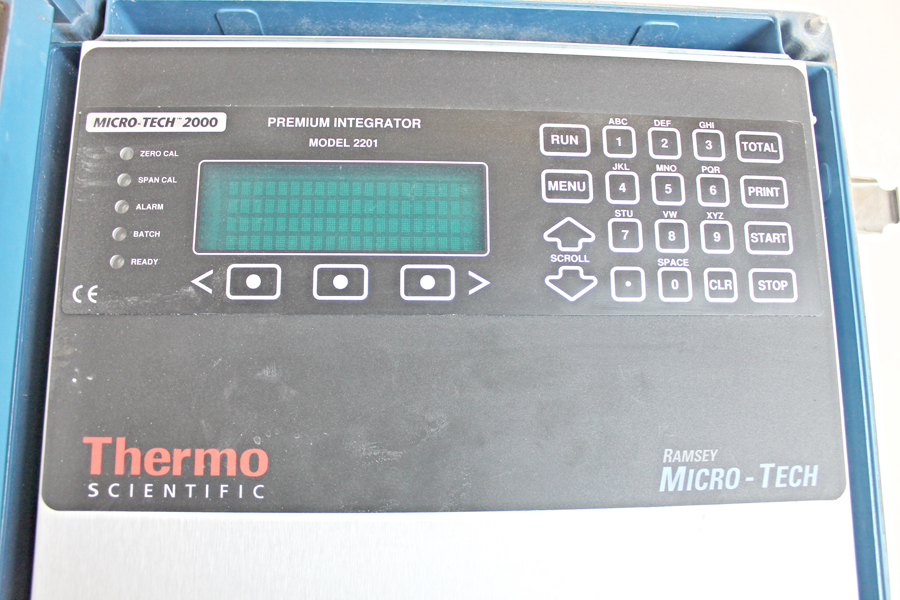 MICRO-TECH™ 2000
PREMIUM INTEGRATOR
MODEL 2201
ZERO CAL
SPAN CAL
ALARM
BATCH
READY
CE
< >
RUN
ABC
1
DEF
2
GHI
3
TOTAL
MENU
JKL
4
MNO
5
PQR
6
PRINT
SCROLL
STU
7
VW
8
XYZ
9
START
.
SPACE
0
CLR
STOP
Thermo
SCIENTIFIC
RAMSEY
MICRO-TECH